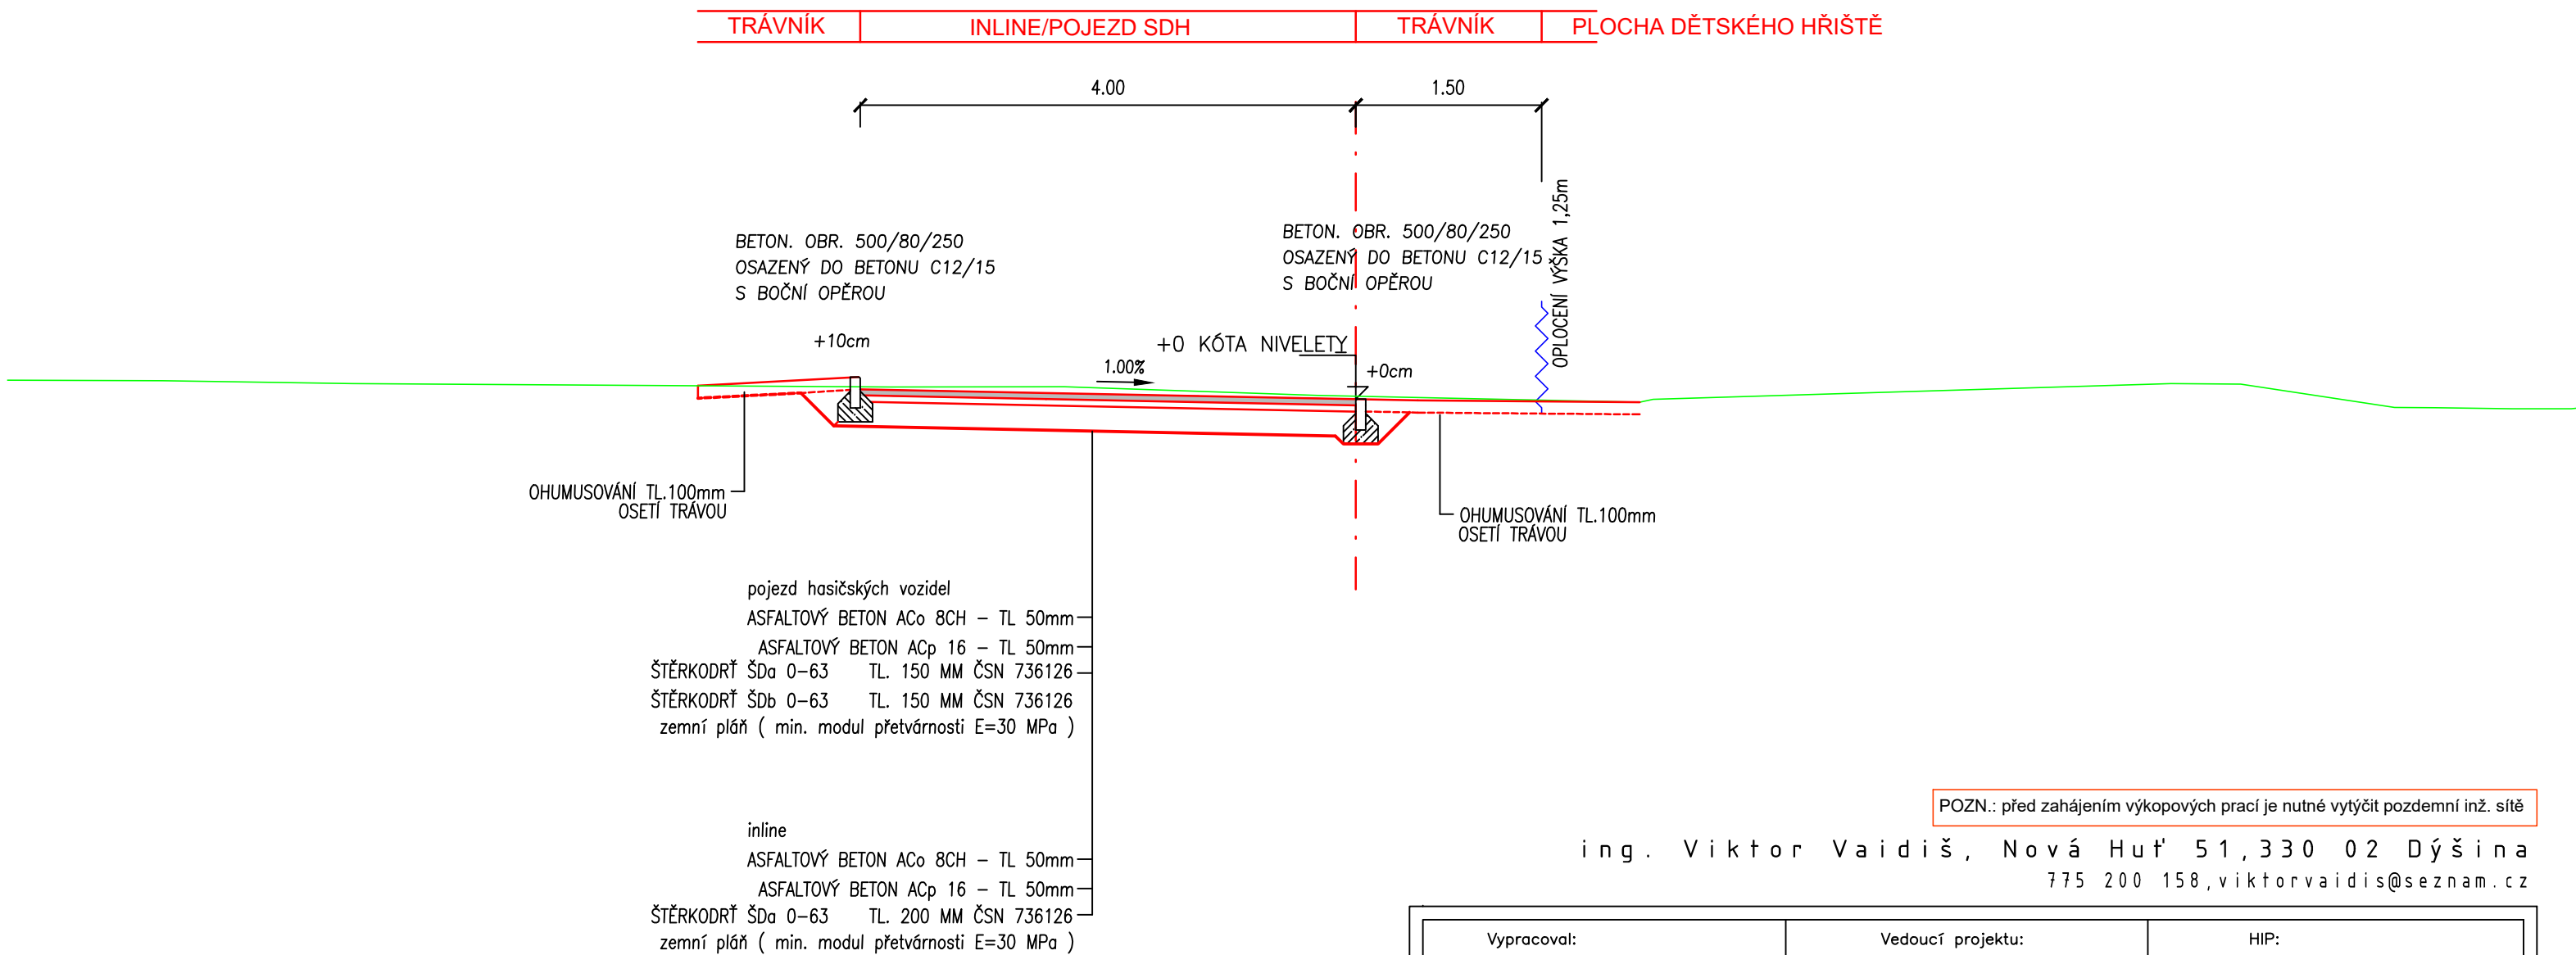 TRÁVNÍK INLINE/POJEZD SDH TRÁVNÍK PLOCHA DĚTSKÉHO HŘIŠTĚ
4.00 1.50
BETON. OBR. 500/80/250
OSAZENÝ DO BETONU C12/15
S BOČNÍ OPĚROU
BETON. OBR. 500/80/250
OSAZENÝ DO BETONU C12/15
S BOČNÍ OPĚROU
OPLOCENÍ VÝŠKA 1,25m
+10cm
+0 KÓTA NIVELETY
1.00%
+0cm
OHUMUSOVÁNÍ TL.100mm
OSETÍ TRÁVOU
OHUMUSOVÁNÍ TL.100mm
OSETÍ TRÁVOU
pojezd hasičských vozidel
ASFALTOVÝ BETON ACo 8CH – TL 50mm
ASFALTOVÝ BETON ACp 16 – TL 50mm
ŠTĚRKODRŤ ŠDa 0–63 TL. 150 MM ČSN 736126
ŠTĚRKODRŤ ŠDb 0–63 TL. 150 MM ČSN 736126
zemní pláň ( min. modul přetvárnosti E=30 MPa )
inline
ASFALTOVÝ BETON ACo 8CH – TL 50mm
ASFALTOVÝ BETON ACp 16 – TL 50mm
ŠTĚRKODRŤ ŠDa 0–63 TL. 200 MM ČSN 736126
zemní pláň ( min. modul přetvárnosti E=30 MPa )
POZN.: před zahájením výkopových prací je nutné vytýčit pozdemní inž. sítě
ing. Viktor Vaidiš, Nová Huť 51,330 02 Dýšina
775 200 158,viktorvaidis@seznam.cz
Vypracoval: Vedoucí projektu: HIP: